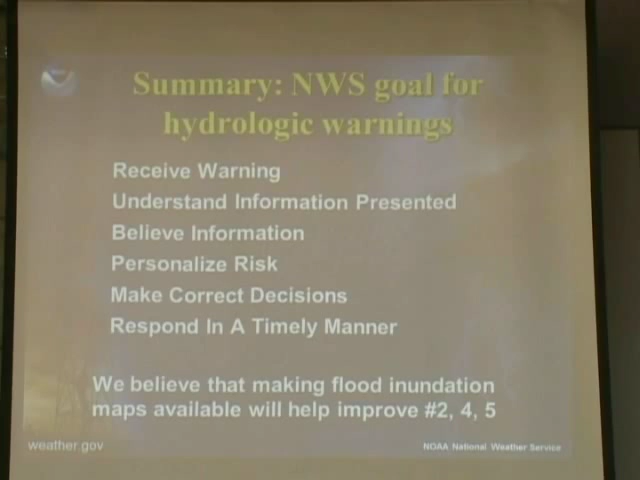 Summary: NWS goal for
hydrologic warnings
Receive Warning
Understand Information Presented
Believe Information
Personalize Risk
Make Correct Decisions
Respond In A Timely Manner
We believe that making flood inundation
maps available will help improve #2, 4, 5
weather.gov
NOAA National Weather Service